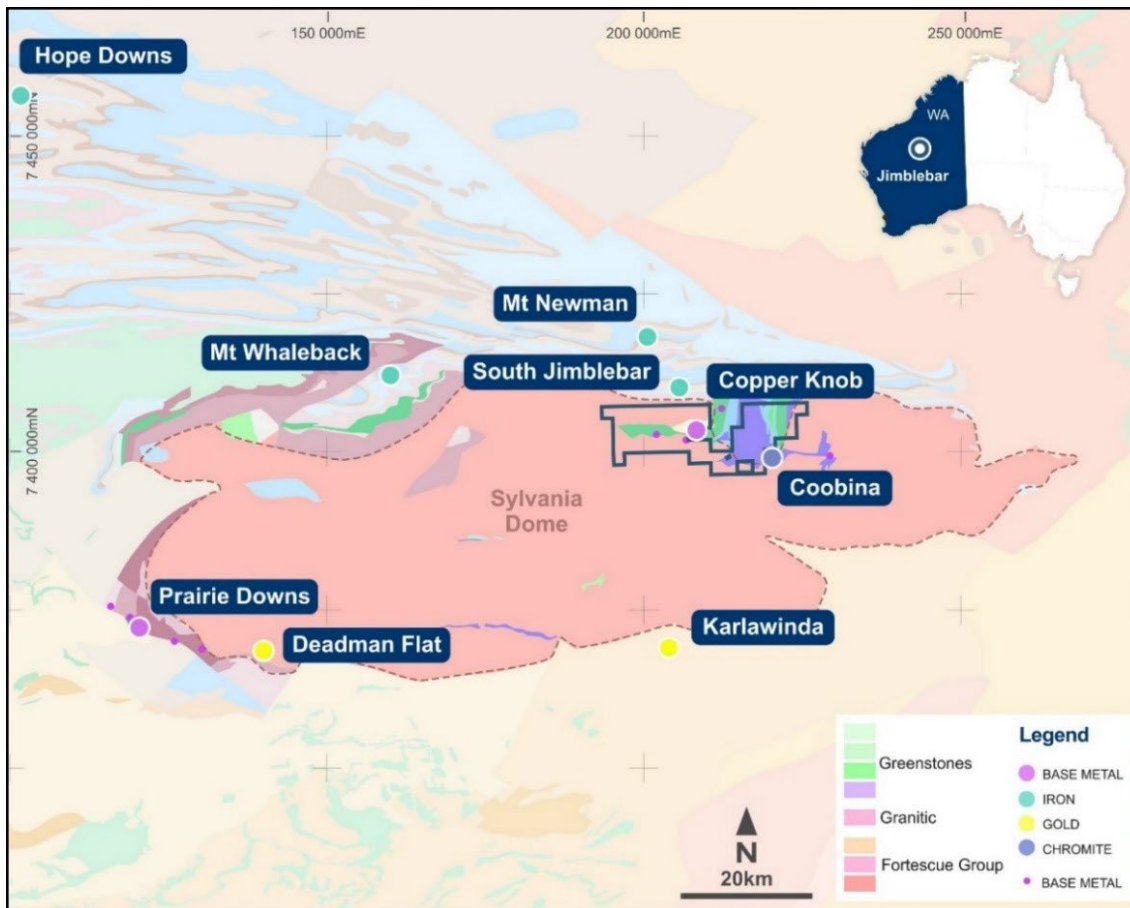 150 000mE
200 000mE
250 000mE
Hope Downs
7 450 000mN
WA
Jimblebar
Mt Newman
Mt Whaleback
South Jimblebar
Copper Knob
7 400 000mN
Coobina
Sylvania
Dome
Prairie Downs
Karlawinda
Deadman Flat
Legend
Greenstones
Granitic
Fortescue Group
BASE METAL
IRON
GOLD
CHROMITE
BASE METAL
N
20km